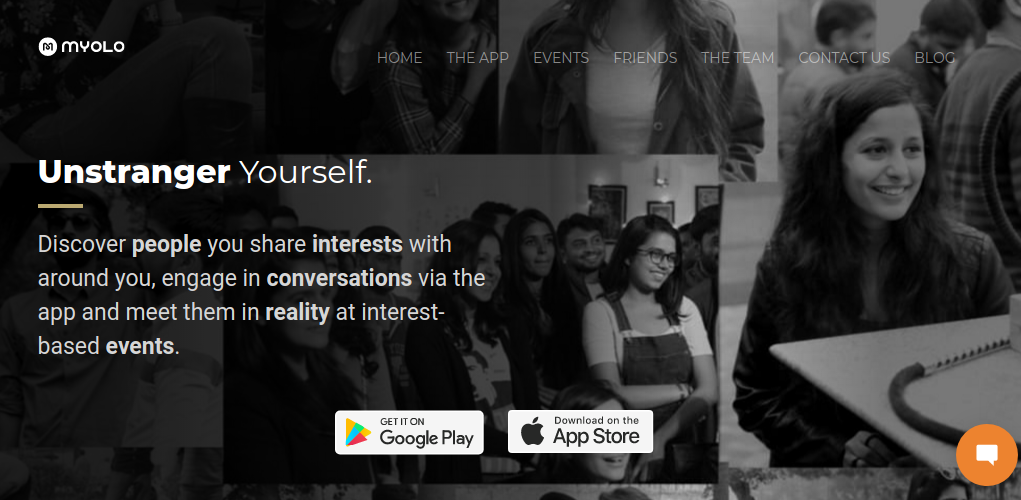 MYOLO
HOME THE APP EVENTS FRIENDS THE TEAM CONTACT US BLOG
Unstranger Yourself.
Discover people you share interests with
around you, engage in conversations via the
app and meet them in reality at interest-
based events.
GET IT ON
Google Play
Download on the
App Store